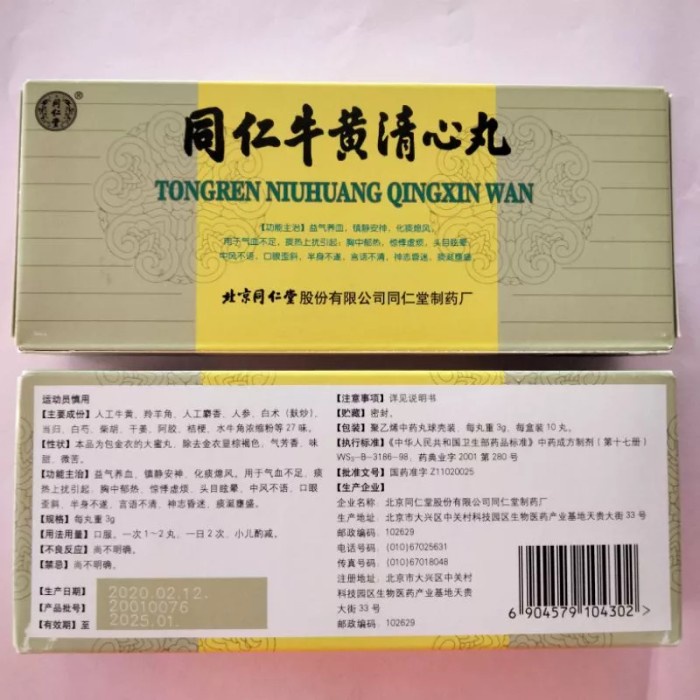 同仁堂
®
同仁牛黄清心丸
TONGREN NIUHUANG QINGXIN WAN
【功能主治】益气养血，镇静安神，化痰熄风。
用于气血不足，痰热上扰引起：胸中郁热，惊悸虚烦，头目眩晕，
中风不语，口眼歪斜，半身不遂，言语不清，神志昏迷，痰涎壅盛。
北京同仁堂股份有限公司同仁堂制药厂
运动员慎用
【主要成份】人工牛黄、羚羊角、人工麝香、人参、白术（麸炒）、
当归、白芍、柴胡、干姜、阿胶、桔梗、水牛角浓缩粉等27味。
【性状】本品为包金衣的大蜜丸，除去金衣显棕褐色，气芳香，味
甜、微苦。
【功能主治】益气养血，镇静安神，化痰熄风。用于气血不足，痰
热上扰引起：胸中郁热，惊悸虚烦，头目眩晕，中风不语，口眼
歪斜，半身不遂，言语不清，神志昏迷，痰涎壅盛。
【规格】每丸重3g
【用法用量】口服，一次1～2丸，一日2次，小儿酌减。
【不良反应】尚不明确。
【禁忌】尚不明确。
【生产日期】2020.02.12.
【产品批号】20010076
【有效期】至 2025.01.
【注意事项】详见说明书
【贮藏】密封。
【包装】聚乙烯中药丸球壳装，每丸重3g，每盒装10丸。
【执行标准】《中华人民共和国卫生部药品标准》中药成方制剂（第十七册）
WS₃-B-3186-98，药典业字2001第280号
【批准文号】国药准字Z11020025
【生产企业】
企业名称：北京同仁堂股份有限公司同仁堂制药厂
生产地址：北京市大兴区中关村科技园区生物医药产业基地天贵大街33号
邮政编码：102629
电话号码：(010)67025631
传真号码：(010)67018048
注册地址：北京市大兴区中关村
科技园区生物医药产业基地天贵
大街33号
邮政编码：102629
6 904579 104302 >